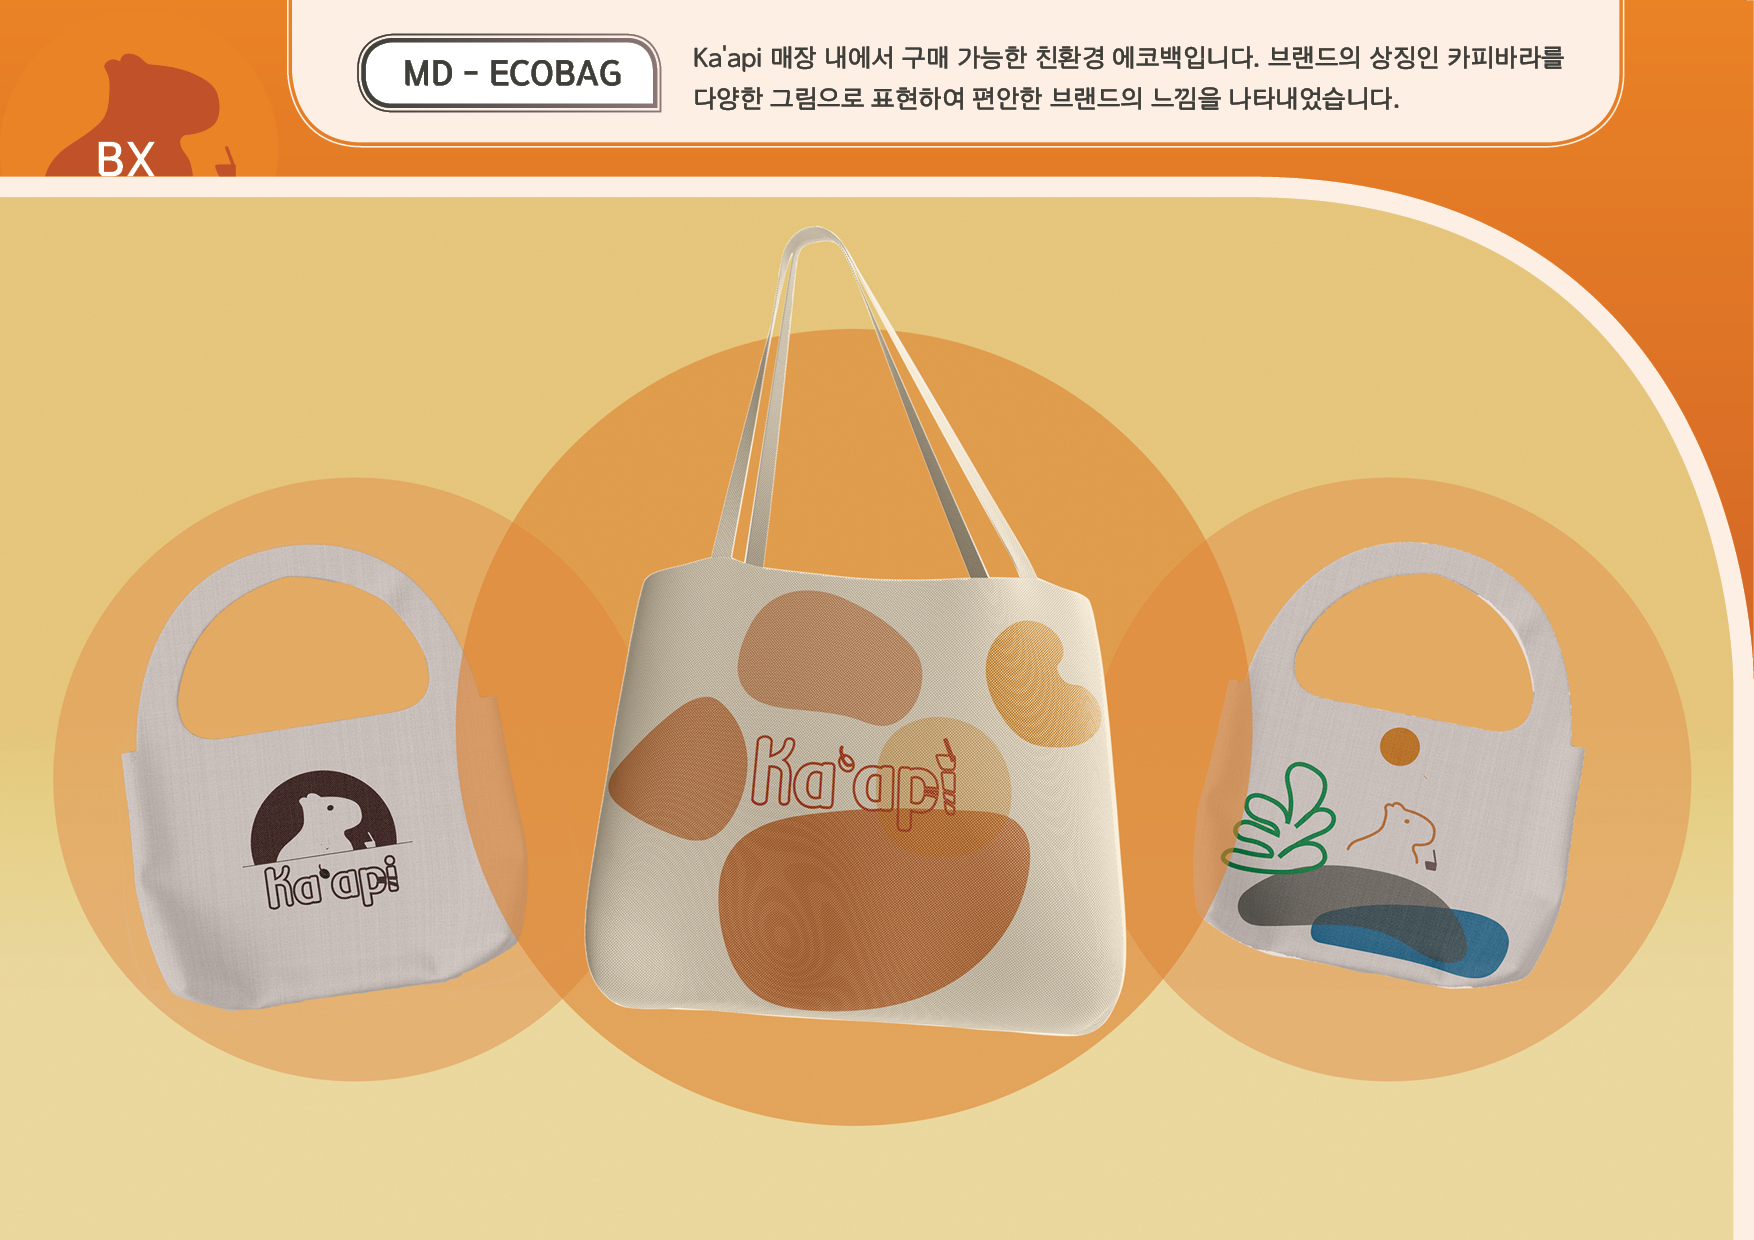 BX
MD - ECOBAG
Ka'api 매장 내에서 구매 가능한 친환경 에코백입니다. 브랜드의 상징인 카피바라를
다양한 그림으로 표현하여 편안한 브랜드의 느낌을 나타내었습니다.
Ka'api
Ka'api